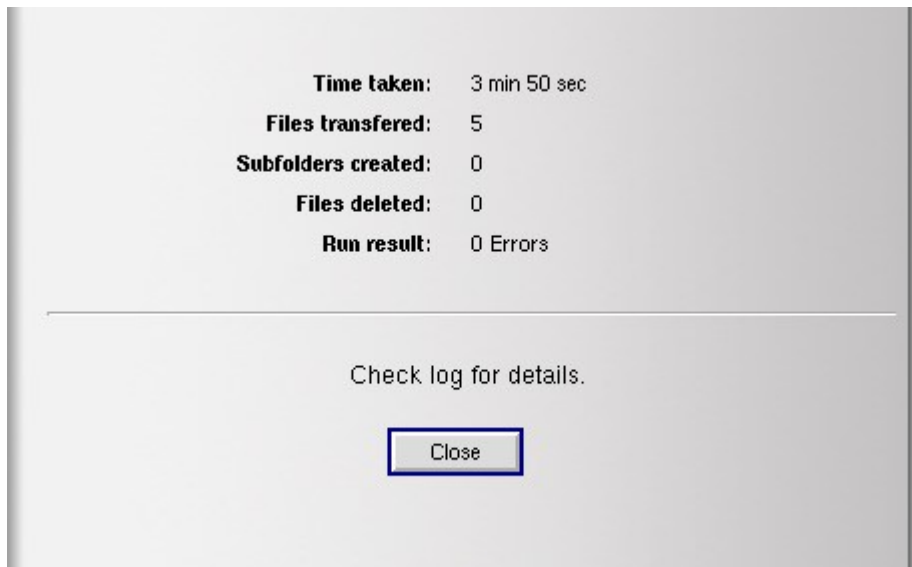 Time taken: 3 min 50 sec
Files transfered: 5
Subfolders created: 0
Files deleted: 0
Run result: 0 Errors
Check log for details.
Close